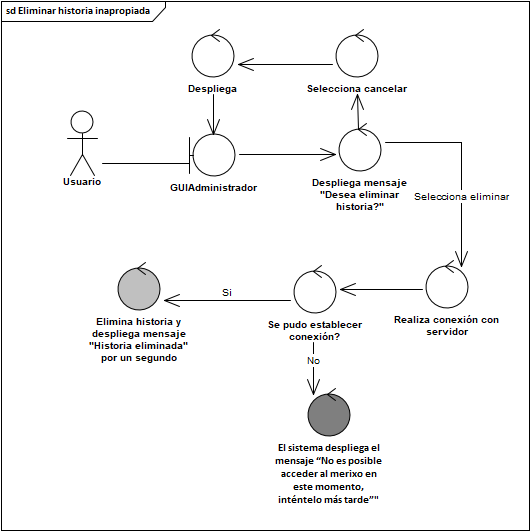 sd Eliminar historia inapropiada
Despliega
Selecciona cancelar
Usuario
GUIAdministrador
Despliega mensaje
"Desea eliminar
historia?"
Selecciona eliminar
Elimina historia y
despliega mensaje
"Historia eliminada"
por un segundo
Si
Se pudo establecer
conexión?
Realiza conexión con
servidor
No
El sistema despliega el
mensaje “No es posible
acceder al merixo en
este momento,
inténtelo más tarde”"